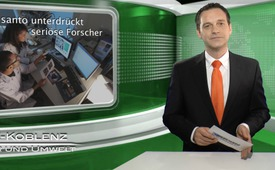 santo unterdrückt
seriöse Forscher
-KOBLENZ
UND UMWELT